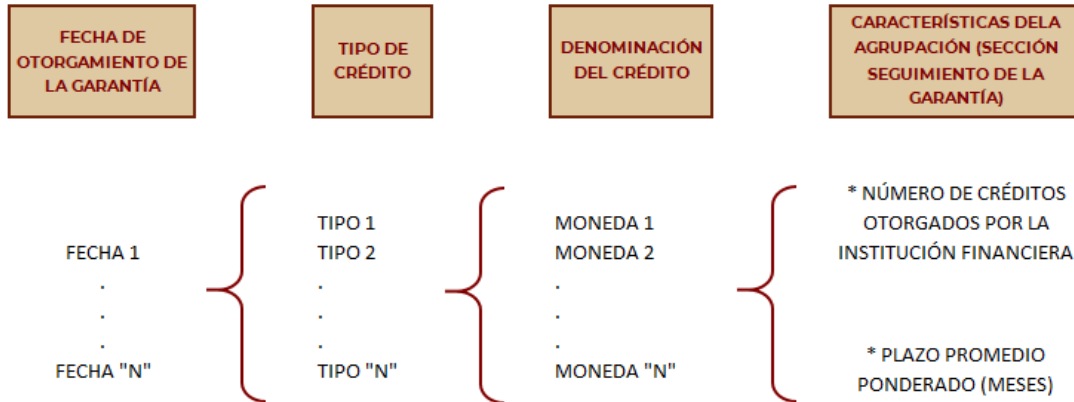 FECHA DE
OTORGAMIENTO DE
LA GARANTÍA
TIPO DE
CRÉDITO
DENOMINACIÓN
DEL CRÉDITO
CARACTERÍSTICAS DELA
AGRUPACIÓN (SECCIÓN
SEGUIMIENTO DE LA
GARANTÍA)
FECHA 1
.
.
.
FECHA "N"
TIPO 1
TIPO 2
.
.
.
TIPO "N"
MONEDA 1
MONEDA 2
.
.
.
MONEDA "N"
* NÚMERO DE CRÉDITOS
OTORGADOS POR LA
INSTITUCIÓN FINANCIERA
* PLAZO PROMEDIO
PONDERADO (MESES)